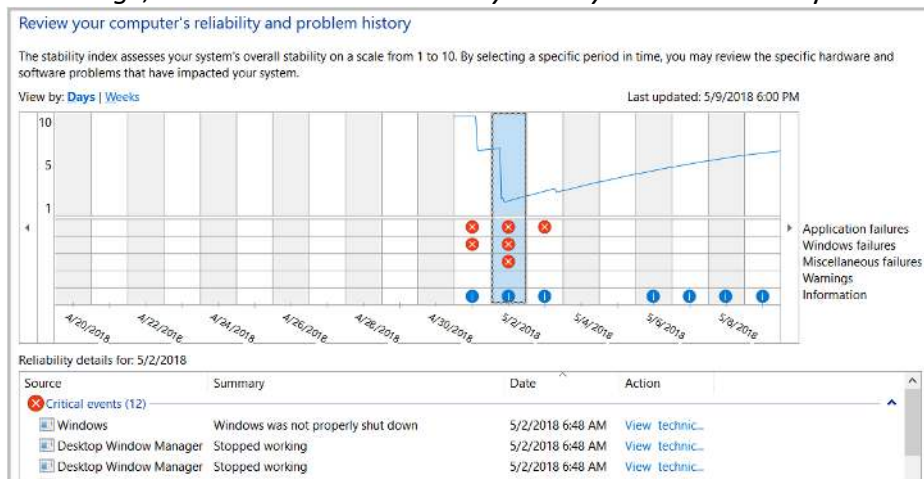 Review your computer's reliability and problem history
The stability index assesses your system's overall stability on a scale from 1 to 10. By selecting a specific period in time, you may review the specific hardware and
software problems that have impacted your system.
View by: Days | Weeks
Last updated: 5/9/2018 6:00 PM
10
5
1
Application failures
Windows failures
Miscellaneous failures
Warnings
Information
4/20/2018 4/22/2018 4/24/2018 4/26/2018 4/28/2018 4/30/2018 5/2/2018 5/4/2018 5/6/2018 5/8/2018
Reliability details for: 5/2/2018
Source Summary Date Action
Critical events (12)
Windows Windows was not properly shut down 5/2/2018 6:48 AM View technic...
Desktop Window Manager Stopped working 5/2/2018 6:48 AM View technic...
Desktop Window Manager Stopped working 5/2/2018 6:48 AM View technic...